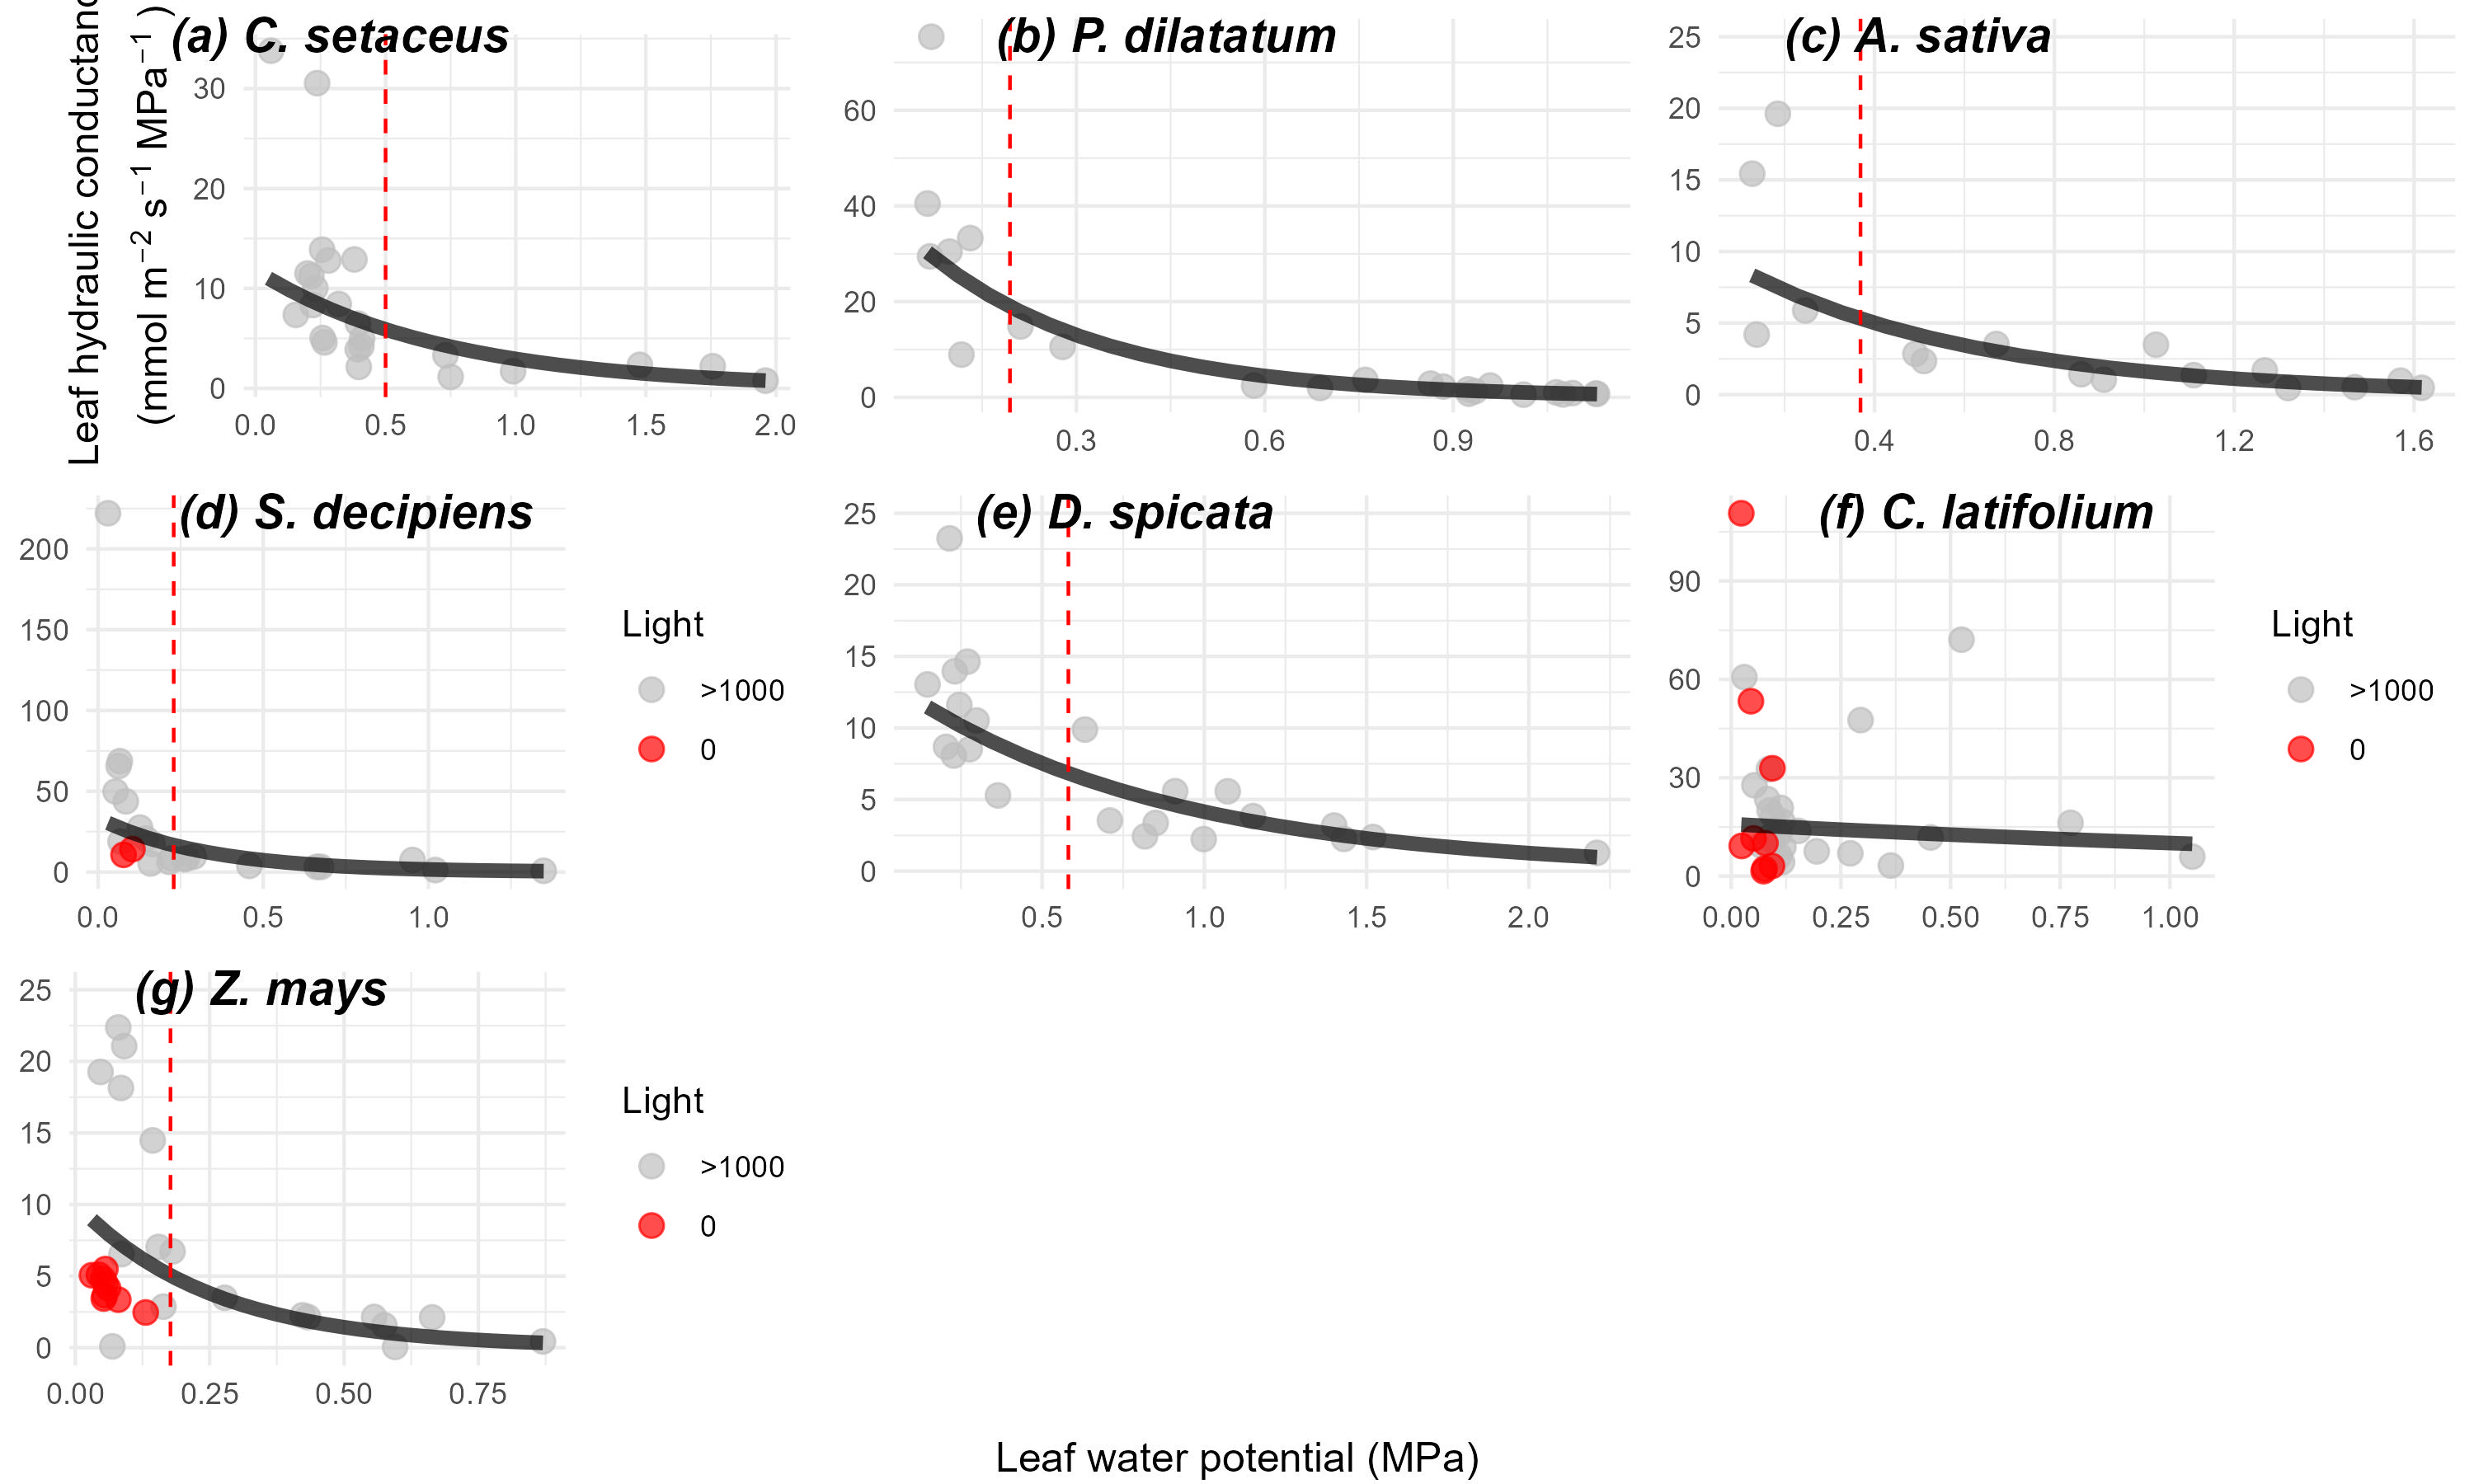 Leaf hydraulic conductan
(mmol m⁻² s⁻¹ MPa⁻¹ )
(a) C. setaceus
30
20
10
0
0.0 0.5 1.0 1.5 2.0
(b) P. dilatatum
60
40
20
0
0.3 0.6 0.9
(c) A. sativa
25
20
15
10
5
0
0.4 0.8 1.2 1.6
(d) S. decipiens
200
150
100
50
0
0.0 0.5 1.0
Light
>1000
0
(e) D. spicata
25
20
15
10
5
0
0.5 1.0 1.5 2.0
(f) C. latifolium
90
60
30
0
0.00 0.25 0.50 0.75 1.00
Light
>1000
0
(g) Z. mays
25
20
15
10
5
0
0.00 0.25 0.50 0.75
Light
>1000
0
Leaf water potential (MPa)